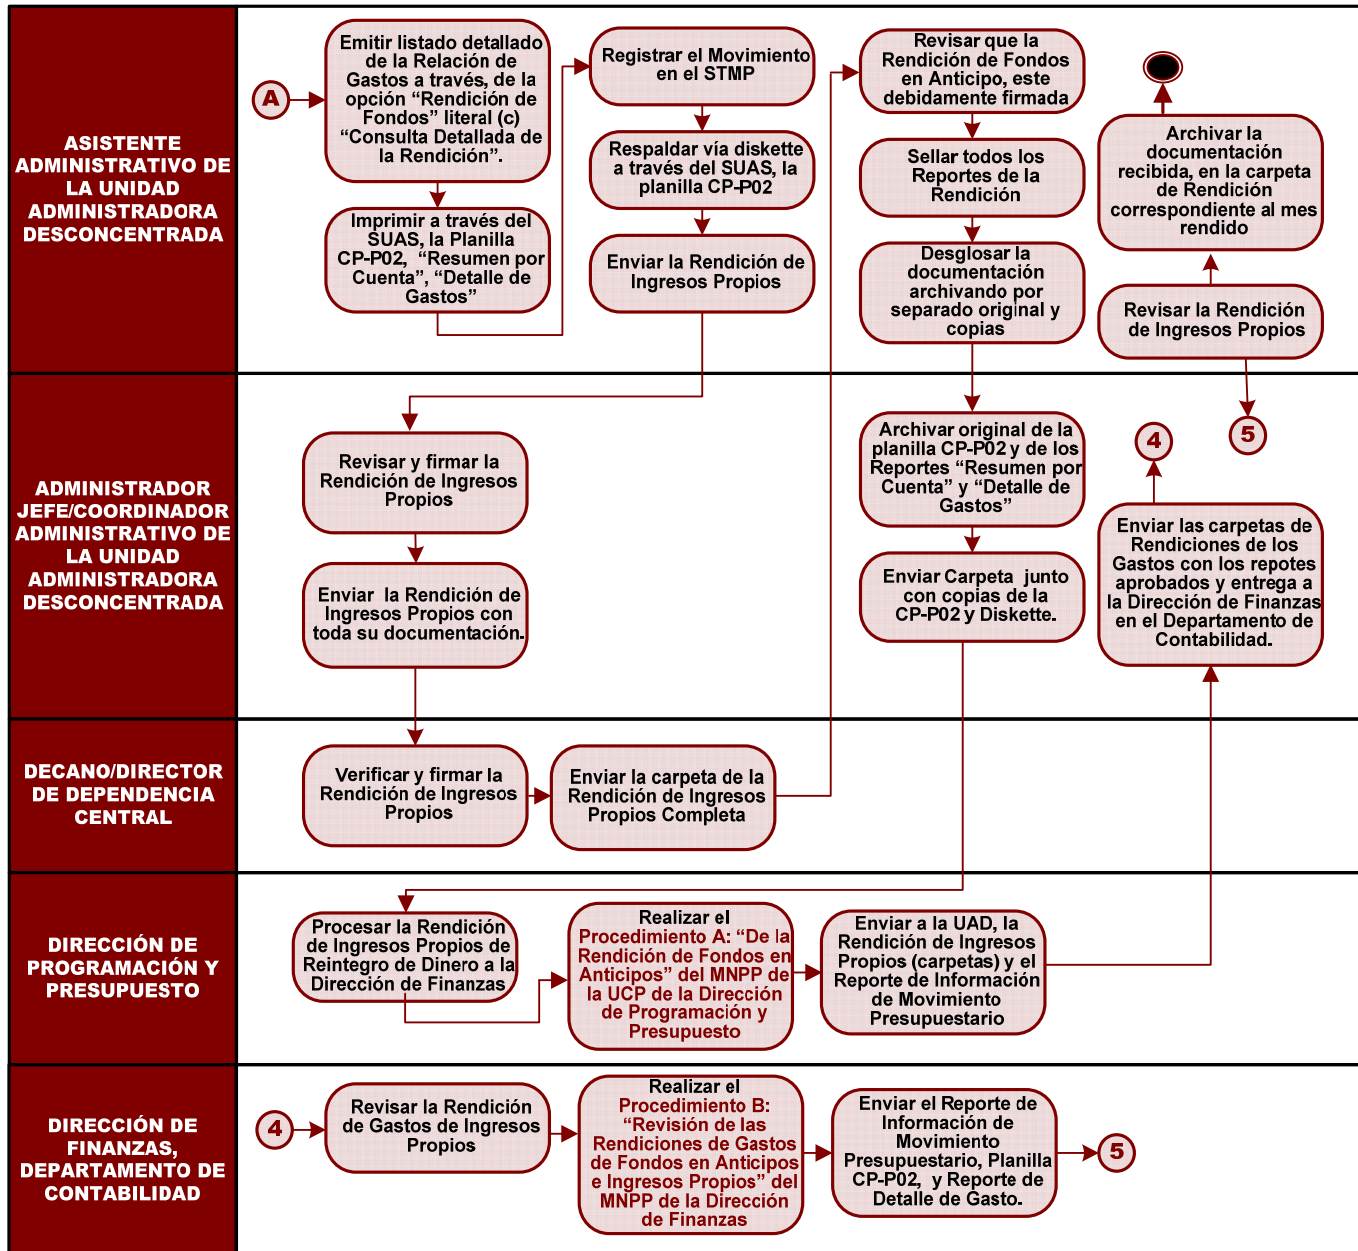 ASISTENTE
ADMINISTRATIVO DE
LA UNIDAD
ADMINISTRADORA
DESCONCENTRADA
A
Emitir listado detallado
de la Relación de
Gastos a través, de la
opción “Rendición de
Fondos” literal (c)
“Consulta Detallada de
la Rendición”.
Imprimir a través del
SUAS, la Planilla
CP-P02, “Resumen por
Cuenta”, “Detalle de
Gastos”
Registrar el Movimiento
en el STMP
Respaldar vía diskette
a través del SUAS, la
planilla CP-P02
Enviar la Rendición de
Ingresos Propios
Revisar que la
Rendición de Fondos
en Anticipo, este
debidamente firmada
Sellar todos los
Reportes de la
Rendición
Desglosar la
documentación
archivando por
separado original y
copias
Archivar la
documentación
recibida, en la carpeta
de Rendición
correspondiente al mes
rendido
Revisar la Rendición
de Ingresos Propios
5
ADMINISTRADOR
JEFE/COORDINADOR
ADMINISTRATIVO DE
LA UNIDAD
ADMINISTRADORA
DESCONCENTRADA
Revisar y firmar la
Rendición de Ingresos
Propios
Enviar la Rendición de
Ingresos Propios con
toda su documentación.
Archivar original de la
planilla CP-P02 y de los
Reportes “Resumen por
Cuenta” y “Detalle de
Gastos”
Enviar Carpeta junto
con copias de la
CP-P02 y Diskette.
4
Enviar las carpetas de
Rendiciones de los
Gastos con los repotes
aprobados y entrega a
la Dirección de Finanzas
en el Departamento de
Contabilidad.
DECANO/DIRECTOR
DE DEPENDENCIA
CENTRAL
Verificar y firmar la
Rendición de Ingresos
Propios
Enviar la carpeta de la
Rendición de Ingresos
Propios Completa
DIRECCIÓN DE
PROGRAMACIÓN Y
PRESUPUESTO
Procesar la Rendición
de Ingresos Propios de
Reintegro de Dinero a la
Dirección de Finanzas
Realizar el
Procedimiento A: “De la
Rendición de Fondos en
Anticipos” del MNPP de
la UCP de la Dirección
de Programación y
Presupuesto
Enviar a la UAD, la
Rendición de Ingresos
Propios (carpetas) y el
Reporte de Información
de Movimiento
Presupuestario
DIRECCIÓN DE
FINANZAS,
DEPARTAMENTO DE
CONTABILIDAD
4
Revisar la Rendición
de Gastos de Ingresos
Propios
Realizar el
Procedimiento B:
“Revisión de las
Rendiciones de Gastos
de Fondos en Anticipos
e Ingresos Propios” del
MNPP de la Dirección
de Finanzas
Enviar el Reporte de
Información de
Movimiento
Presupuestario, Planilla
CP-P02, y Reporte de
Detalle de Gasto.
5